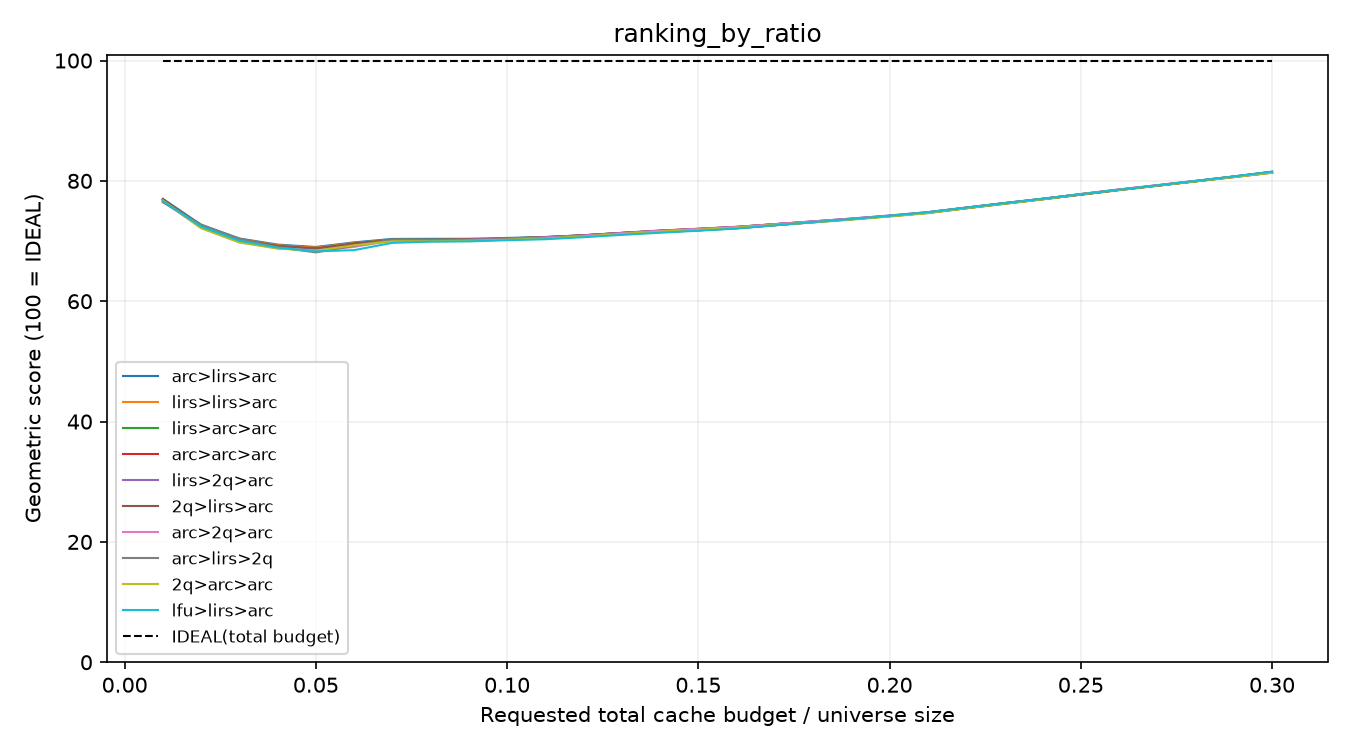 ranking_by_ratio
Geometric score (100 = IDEAL)
100
80
60
40
20
0
arc>lirs>arc
lirs>lirs>arc
lirs>arc>arc
arc>arc>arc
lirs>2q>arc
2q>lirs>arc
arc>2q>arc
arc>lirs>2q
2q>arc>arc
lfu>lirs>arc
IDEAL(total budget)
0.00 0.05 0.10 0.15 0.20 0.25 0.30
Requested total cache budget / universe size